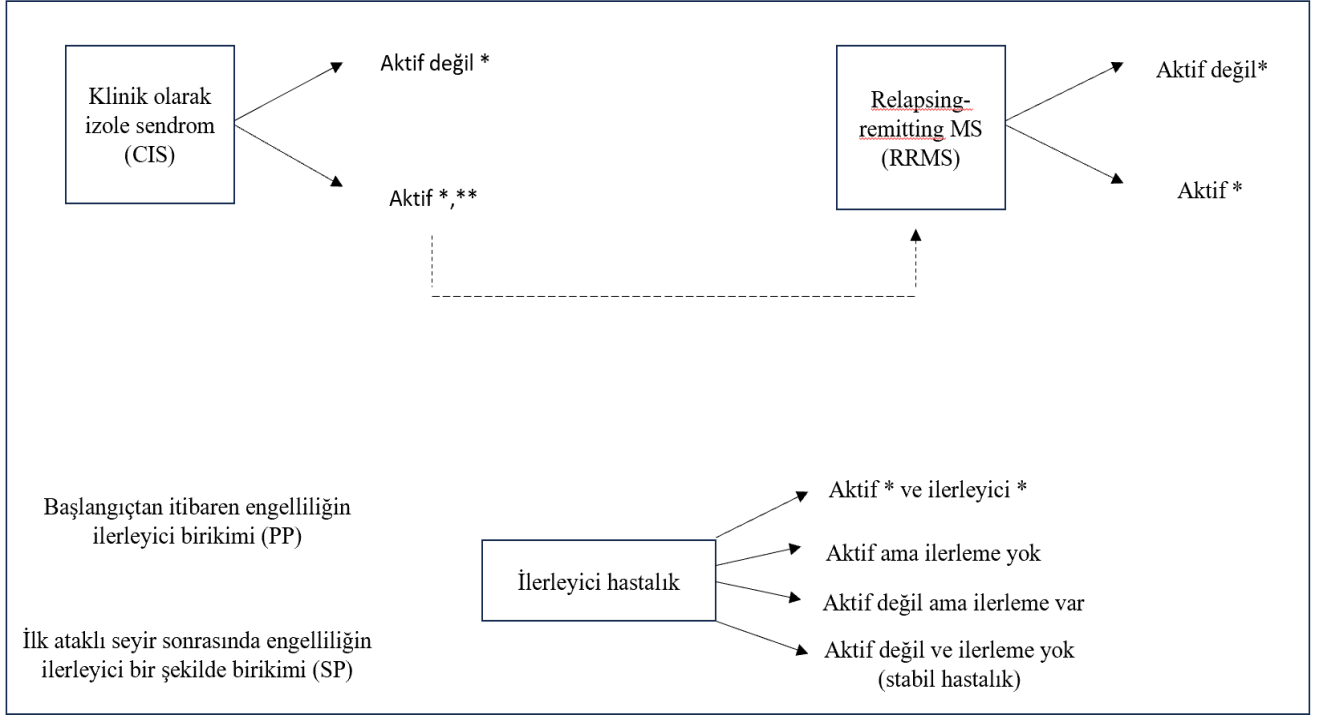 Klinik olarak
izole sendrom
(CIS)
Aktif değil *
Aktif *,**
Relapsing-
remitting MS
(RRMS)
Aktif değil*
Aktif *
Başlangıçtan itibaren engelliliğin
ilerleyici birikimi (PP)
İlk ataklı seyir sonrasında engelliliğin
ilerleyici bir şekilde birikimi (SP)
İlerleyici hastalık
Aktif * ve ilerleyici *
Aktif ama ilerleme yok
Aktif değil ama ilerleme var
Aktif değil ve ilerleme yok
(stabil hastalık)